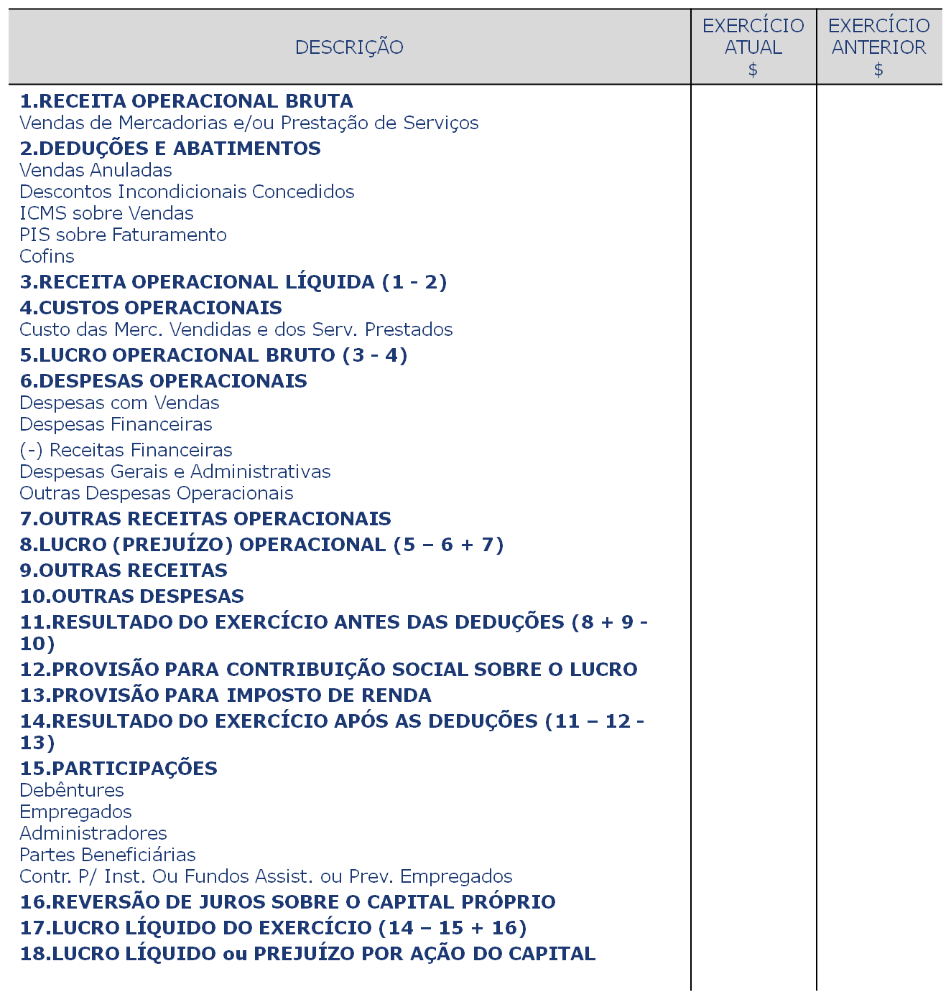 DESCRIÇÃO
EXERCÍCIO
ATUAL
$
EXERCÍCIO
ANTERIOR
$
1.RECEITA OPERACIONAL BRUTA
Vendas de Mercadorias e/ou Prestação de Serviços
2.DEDUÇÕES E ABATIMENTOS
Vendas Anuladas
Descontos Incondicionais Concedidos
ICMS sobre Vendas
PIS sobre Faturamento
Cofins
3.RECEITA OPERACIONAL LÍQUIDA (1 - 2)
4.CUSTOS OPERACIONAIS
Custo das Merc. Vendidas e dos Serv. Prestados
5.LUCRO OPERACIONAL BRUTO (3 - 4)
6.DESPESAS OPERACIONAIS
Despesas com Vendas
Despesas Financeiras
(-) Receitas Financeiras
Despesas Gerais e Administrativas
Outras Despesas Operacionais
7.OUTRAS RECEITAS OPERACIONAIS
8.LUCRO (PREJUÍZO) OPERACIONAL (5 – 6 + 7)
9.OUTRAS RECEITAS
10.OUTRAS DESPESAS
11.RESULTADO DO EXERCÍCIO ANTES DAS DEDUÇÕES (8 + 9 -
10)
12.PROVISÃO PARA CONTRIBUIÇÃO SOCIAL SOBRE O LUCRO
13.PROVISÃO PARA IMPOSTO DE RENDA
14.RESULTADO DO EXERCÍCIO APÓS AS DEDUÇÕES (11 – 12 -
13)
15.PARTICIPAÇÕES
Debêntures
Empregados
Administradores
Partes Beneficiárias
Contr. P/ Inst. Ou Fundos Assist. ou Prev. Empregados
16.REVERSÃO DE JUROS SOBRE O CAPITAL PRÓPRIO
17.LUCRO LÍQUIDO DO EXERCÍCIO (14 – 15 + 16)
18.LUCRO LÍQUIDO ou PREJUÍZO POR AÇÃO DO CAPITAL